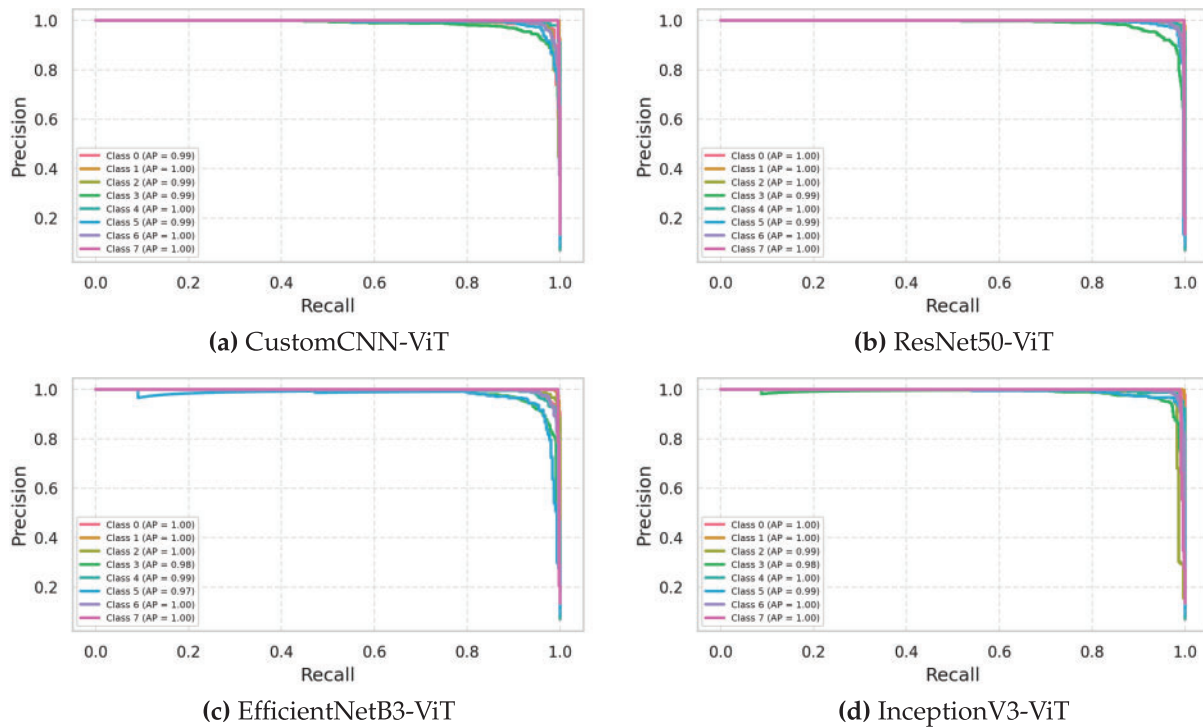 1.0
0.8
0.6
0.4
0.2
Precision
Class 0 (AP = 0.99)
Class 1 (AP = 1.00)
Class 2 (AP = 0.99)
Class 3 (AP = 0.99)
Class 4 (AP = 1.00)
Class 5 (AP = 0.99)
Class 6 (AP = 1.00)
Class 7 (AP = 1.00)
0.0 0.2 0.4 0.6 0.8 1.0
Recall
(a) CustomCNN-ViT
1.0
0.8
0.6
0.4
0.2
Precision
Class 0 (AP = 1.00)
Class 1 (AP = 1.00)
Class 2 (AP = 1.00)
Class 3 (AP = 0.99)
Class 4 (AP = 1.00)
Class 5 (AP = 0.99)
Class 6 (AP = 1.00)
Class 7 (AP = 1.00)
0.0 0.2 0.4 0.6 0.8 1.0
Recall
(b) ResNet50-ViT
1.0
0.8
0.6
0.4
0.2
Precision
Class 0 (AP = 1.00)
Class 1 (AP = 1.00)
Class 2 (AP = 1.00)
Class 3 (AP = 0.98)
Class 4 (AP = 0.99)
Class 5 (AP = 0.97)
Class 6 (AP = 1.00)
Class 7 (AP = 1.00)
0.0 0.2 0.4 0.6 0.8 1.0
Recall
(c) EfficientNetB3-ViT
1.0
0.8
0.6
0.4
0.2
Precision
Class 0 (AP = 1.00)
Class 1 (AP = 1.00)
Class 2 (AP = 0.99)
Class 3 (AP = 0.98)
Class 4 (AP = 1.00)
Class 5 (AP = 0.99)
Class 6 (AP = 1.00)
Class 7 (AP = 1.00)
0.0 0.2 0.4 0.6 0.8 1.0
Recall
(d) InceptionV3-ViT